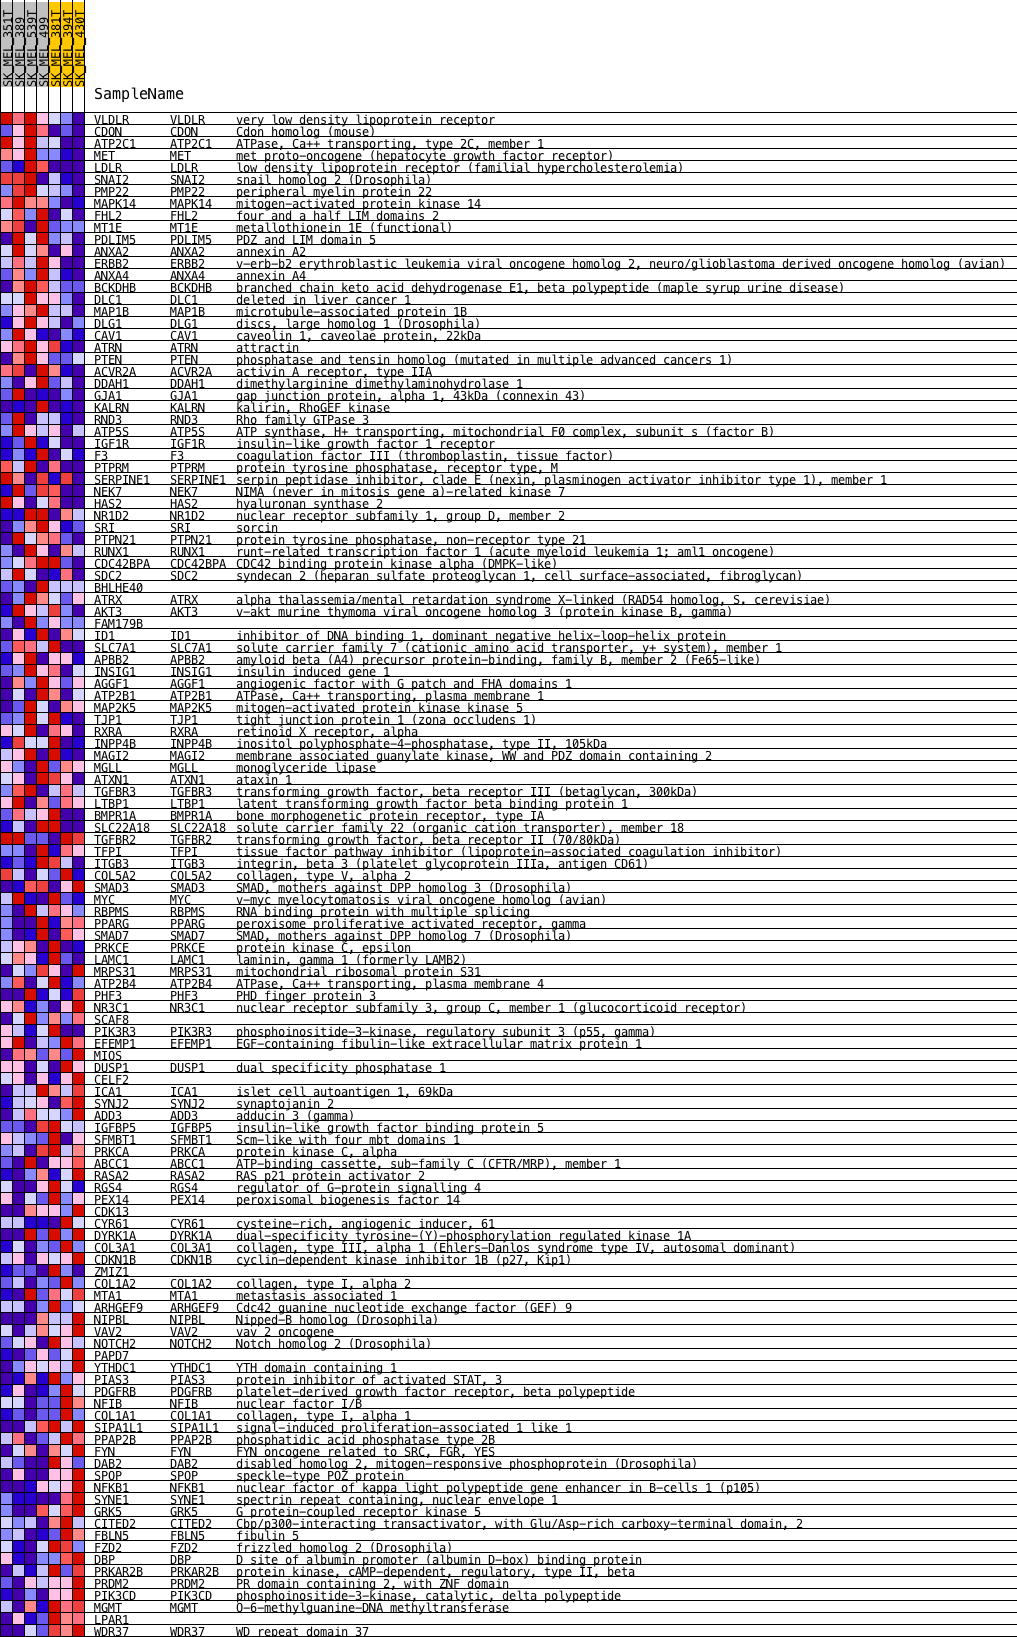 SK_MEL_351T
SK_MEL_389
SK_MEL_539T
SK_MEL_499
SK_MEL_381T
SK_MEL_394T
SK_MEL_430T
SampleName
VLDLR VLDLR very low density lipoprotein receptor
CDON CDON Cdon homolog (mouse)
ATP2C1 ATP2C1 ATPase, Ca++ transporting, type 2C, member 1
MET MET met proto-oncogene (hepatocyte growth factor receptor)
LDLR LDLR low density lipoprotein receptor (familial hypercholesterolemia)
SNAI2 SNAI2 snail homolog 2 (Drosophila)
PMP22 PMP22 peripheral myelin protein 22
MAPK14 MAPK14 mitogen-activated protein kinase 14
FHL2 FHL2 four and a half LIM domains 2
MT1E MT1E metallothionein 1E (functional)
PDLIM5 PDLIM5 PDZ and LIM domain 5
ANXA2 ANXA2 annexin A2
ERBB2 ERBB2 v-erb-b2 erythroblastic leukemia viral oncogene homolog 2, neuro/glioblastoma derived oncogene homolog (avian)
ANXA4 ANXA4 annexin A4
BCKDHB BCKDHB branched chain keto acid dehydrogenase E1, beta polypeptide (maple syrup urine disease)
DLC1 DLC1 deleted in liver cancer 1
MAP1B MAP1B microtubule-associated protein 1B
DLG1 DLG1 discs, large homolog 1 (Drosophila)
CAV1 CAV1 caveolin 1, caveolae protein, 22kDa
ATRN ATRN attractin
PTEN PTEN phosphatase and tensin homolog (mutated in multiple advanced cancers 1)
ACVR2A ACVR2A activin A receptor, type IIA
DDAH1 DDAH1 dimethylarginine dimethylaminohydrolase 1
GJA1 GJA1 gap junction protein, alpha 1, 43kDa (connexin 43)
KALRN KALRN kalirin, RhoGEF kinase
RND3 RND3 Rho family GTPase 3
ATP5S ATP5S ATP synthase, H+ transporting, mitochondrial F0 complex, subunit s (factor B)
IGF1R IGF1R insulin-like growth factor 1 receptor
F3 F3 coagulation factor III (thromboplastin, tissue factor)
PTPRM PTPRM protein tyrosine phosphatase, receptor type, M
SERPINE1 SERPINE1 serpin peptidase inhibitor, clade E (nexin, plasminogen activator inhibitor type 1), member 1
NEK7 NEK7 NIMA (never in mitosis gene a)-related kinase 7
HAS2 HAS2 hyaluronan synthase 2
NR1D2 NR1D2 nuclear receptor subfamily 1, group D, member 2
SRI SRI sorcin
PTPN21 PTPN21 protein tyrosine phosphatase, non-receptor type 21
RUNX1 RUNX1 runt-related transcription factor 1 (acute myeloid leukemia 1; aml1 oncogene)
CDC42BPA CDC42BPA CDC42 binding protein kinase alpha (DMPK-like)
SDC2 SDC2 syndecan 2 (heparan sulfate proteoglycan 1, cell surface-associated, fibroglycan)
BHLHE40
ATRX ATRX alpha thalassemia/mental retardation syndrome X-linked (RAD54 homolog, S. cerevisiae)
AKT3 AKT3 v-akt murine thymoma viral oncogene homolog 3 (protein kinase B, gamma)
FAM179B
ID1 ID1 inhibitor of DNA binding 1, dominant negative helix-loop-helix protein
SLC7A1 SLC7A1 solute carrier family 7 (cationic amino acid transporter, y+ system), member 1
APBB2 APBB2 amyloid beta (A4) precursor protein-binding, family B, member 2 (Fe65-like)
INSIG1 INSIG1 insulin induced gene 1
AGGF1 AGGF1 angiogenic factor with G patch and FHA domains 1
ATP2B1 ATP2B1 ATPase, Ca++ transporting, plasma membrane 1
MAP2K5 MAP2K5 mitogen-activated protein kinase kinase 5
TJP1 TJP1 tight junction protein 1 (zona occludens 1)
RXRA RXRA retinoid X receptor, alpha
INPP4B INPP4B inositol polyphosphate-4-phosphatase, type II, 105kDa
MAGI2 MAGI2 membrane associated guanylate kinase, WW and PDZ domain containing 2
MGLL MGLL monoglyceride lipase
ATXN1 ATXN1 ataxin 1
TGFBR3 TGFBR3 transforming growth factor, beta receptor III (betaglycan, 300kDa)
LTBP1 LTBP1 latent transforming growth factor beta binding protein 1
BMPR1A BMPR1A bone morphogenetic protein receptor, type IA
SLC22A18 SLC22A18 solute carrier family 22 (organic cation transporter), member 18
TGFBR2 TGFBR2 transforming growth factor, beta receptor II (70/80kDa)
TFPI TFPI tissue factor pathway inhibitor (lipoprotein-associated coagulation inhibitor)
ITGB3 ITGB3 integrin, beta 3 (platelet glycoprotein IIIa, antigen CD61)
COL5A2 COL5A2 collagen, type V, alpha 2
SMAD3 SMAD3 SMAD, mothers against DPP homolog 3 (Drosophila)
MYC MYC v-myc myelocytomatosis viral oncogene homolog (avian)
RBPMS RBPMS RNA binding protein with multiple splicing
PPARG PPARG peroxisome proliferative activated receptor, gamma
SMAD7 SMAD7 SMAD, mothers against DPP homolog 7 (Drosophila)
PRKCE PRKCE protein kinase C, epsilon
LAMC1 LAMC1 laminin, gamma 1 (formerly LAMB2)
MRPS31 MRPS31 mitochondrial ribosomal protein S31
ATP2B4 ATP2B4 ATPase, Ca++ transporting, plasma membrane 4
PHF3 PHF3 PHD finger protein 3
NR3C1 NR3C1 nuclear receptor subfamily 3, group C, member 1 (glucocorticoid receptor)
SCAF8
PIK3R3 PIK3R3 phosphoinositide-3-kinase, regulatory subunit 3 (p55, gamma)
EFEMP1 EFEMP1 EGF-containing fibulin-like extracellular matrix protein 1
MIOS
DUSP1 DUSP1 dual specificity phosphatase 1
CELF2
ICA1 ICA1 islet cell autoantigen 1, 69kDa
SYNJ2 SYNJ2 synaptojanin 2
ADD3 ADD3 adducin 3 (gamma)
IGFBP5 IGFBP5 insulin-like growth factor binding protein 5
SFMBT1 SFMBT1 Scm-like with four mbt domains 1
PRKCA PRKCA protein kinase C, alpha
ABCC1 ABCC1 ATP-binding cassette, sub-family C (CFTR/MRP), member 1
RASA2 RASA2 RAS p21 protein activator 2
RGS4 RGS4 regulator of G-protein signalling 4
PEX14 PEX14 peroxisomal biogenesis factor 14
CDK13
CYR61 CYR61 cysteine-rich, angiogenic inducer, 61
DYRK1A DYRK1A dual-specificity tyrosine-(Y)-phosphorylation regulated kinase 1A
COL3A1 COL3A1 collagen, type III, alpha 1 (Ehlers-Danlos syndrome type IV, autosomal dominant)
CDKN1B CDKN1B cyclin-dependent kinase inhibitor 1B (p27, Kip1)
ZMIZ1
COL1A2 COL1A2 collagen, type I, alpha 2
MTA1 MTA1 metastasis associated 1
ARHGEF9 ARHGEF9 Cdc42 guanine nucleotide exchange factor (GEF) 9
NIPBL NIPBL Nipped-B homolog (Drosophila)
VAV2 VAV2 vav 2 oncogene
NOTCH2 NOTCH2 Notch homolog 2 (Drosophila)
PAPD7
YTHDC1 YTHDC1 YTH domain containing 1
PIAS3 PIAS3 protein inhibitor of activated STAT, 3
PDGFRB PDGFRB platelet-derived growth factor receptor, beta polypeptide
NFIB NFIB nuclear factor I/B
COL1A1 COL1A1 collagen, type I, alpha 1
SIPA1L1 SIPA1L1 signal-induced proliferation-associated 1 like 1
PPAP2B PPAP2B phosphatidic acid phosphatase type 2B
FYN FYN FYN oncogene related to SRC, FGR, YES
DAB2 DAB2 disabled homolog 2, mitogen-responsive phosphoprotein (Drosophila)
SPOP SPOP speckle-type POZ protein
NFKB1 NFKB1 nuclear factor of kappa light polypeptide gene enhancer in B-cells 1 (p105)
SYNE1 SYNE1 spectrin repeat containing, nuclear envelope 1
GRK5 GRK5 G protein-coupled receptor kinase 5
CITED2 CITED2 Cbp/p300-interacting transactivator, with Glu/Asp-rich carboxy-terminal domain, 2
FBLN5 FBLN5 fibulin 5
FZD2 FZD2 frizzled homolog 2 (Drosophila)
DBP DBP D site of albumin promoter (albumin D-box) binding protein
PRKAR2B PRKAR2B protein kinase, cAMP-dependent, regulatory, type II, beta
PRDM2 PRDM2 PR domain containing 2, with ZNF domain
PIK3CD PIK3CD phosphoinositide-3-kinase, catalytic, delta polypeptide
MGMT MGMT O-6-methylguanine-DNA methyltransferase
LPAR1
WDR37 WDR37 WD repeat domain 37